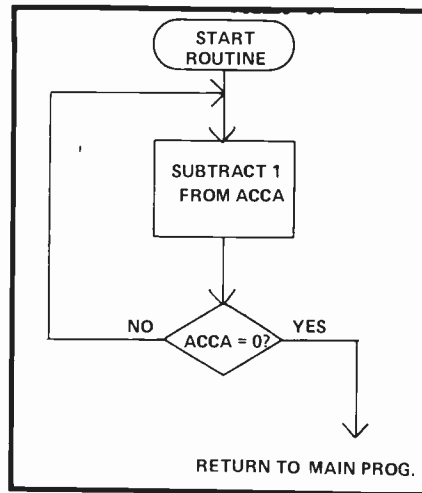 START
ROUTINE
SUBTRACT 1
FROM ACCA
NO
ACCA = 0?
YES
RETURN TO MAIN PROG.